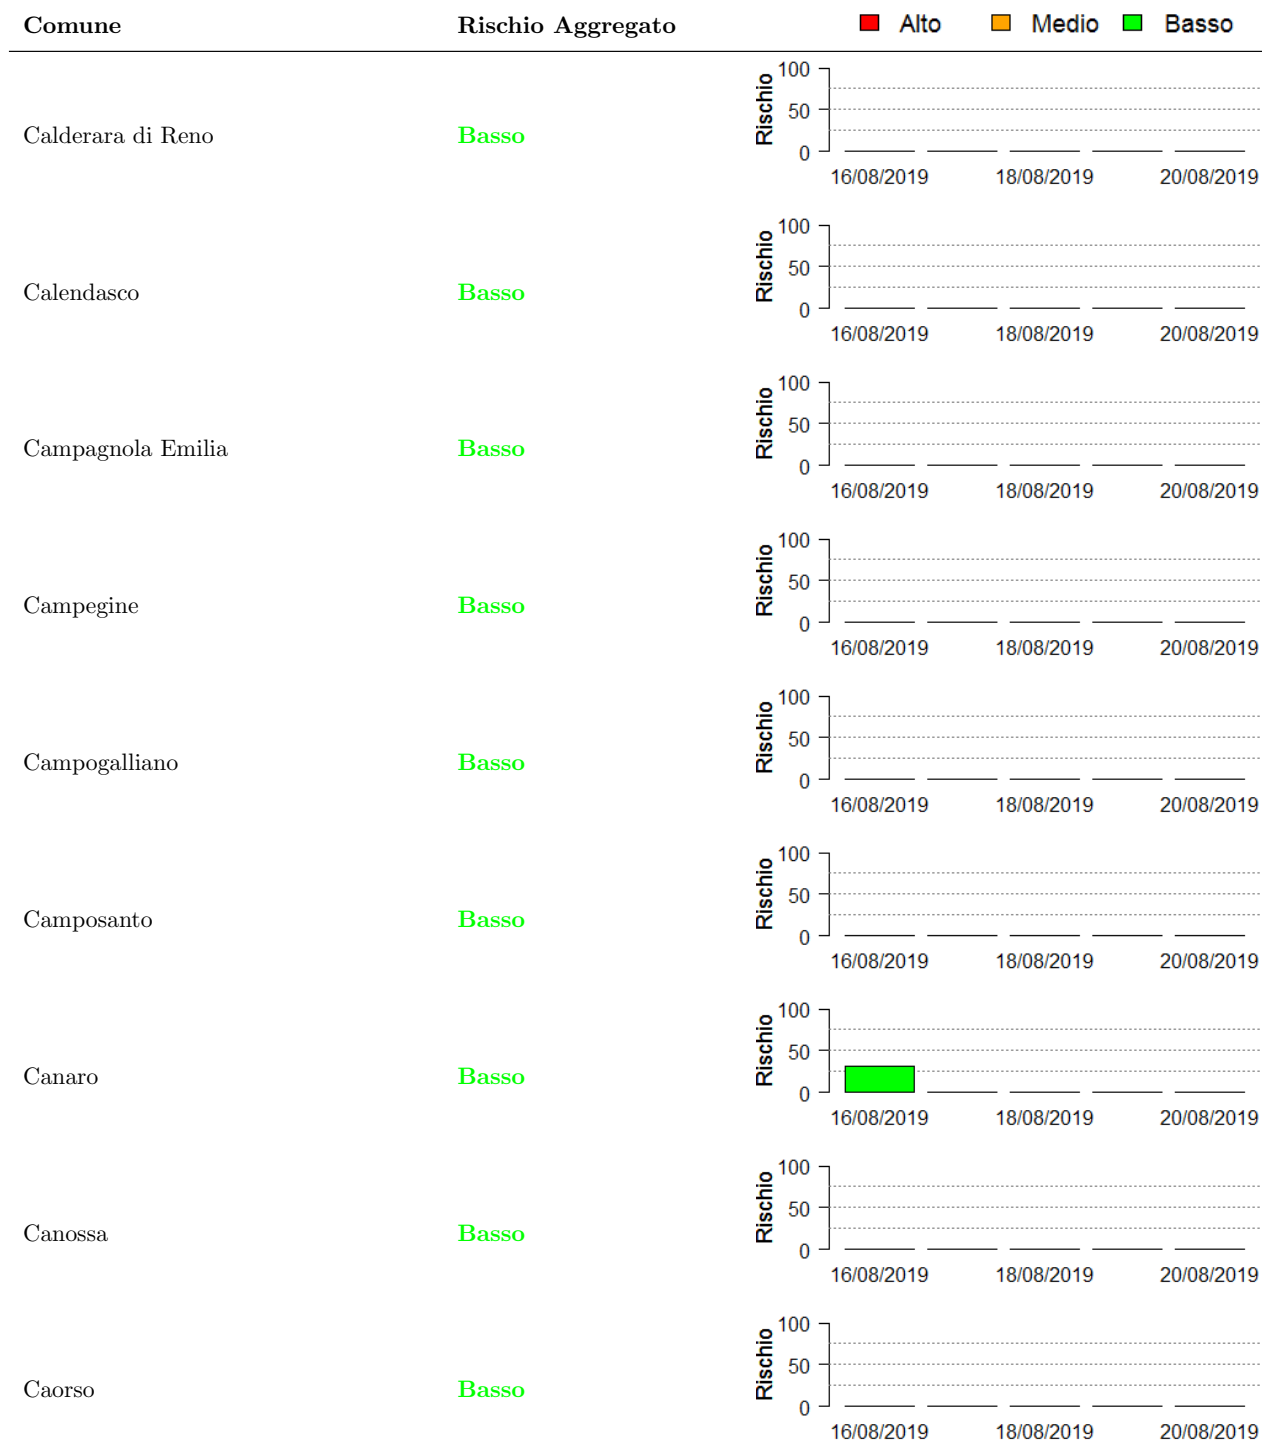 Comune Rischio Aggregato Alto Medio Basso
Calderara di Reno Basso
Rischio
100
50
0
16/08/2019 18/08/2019 20/08/2019
Calendasco Basso
Rischio
100
50
0
16/08/2019 18/08/2019 20/08/2019
Campagnola Emilia Basso
Rischio
100
50
0
16/08/2019 18/08/2019 20/08/2019
Campegine Basso
Rischio
100
50
0
16/08/2019 18/08/2019 20/08/2019
Campogalliano Basso
Rischio
100
50
0
16/08/2019 18/08/2019 20/08/2019
Camposanto Basso
Rischio
100
50
0
16/08/2019 18/08/2019 20/08/2019
Canaro Basso
Rischio
100
50
0
16/08/2019 18/08/2019 20/08/2019
Canossa Basso
Rischio
100
50
0
16/08/2019 18/08/2019 20/08/2019
Caorso Basso
Rischio
100
50
0
16/08/2019 18/08/2019 20/08/2019